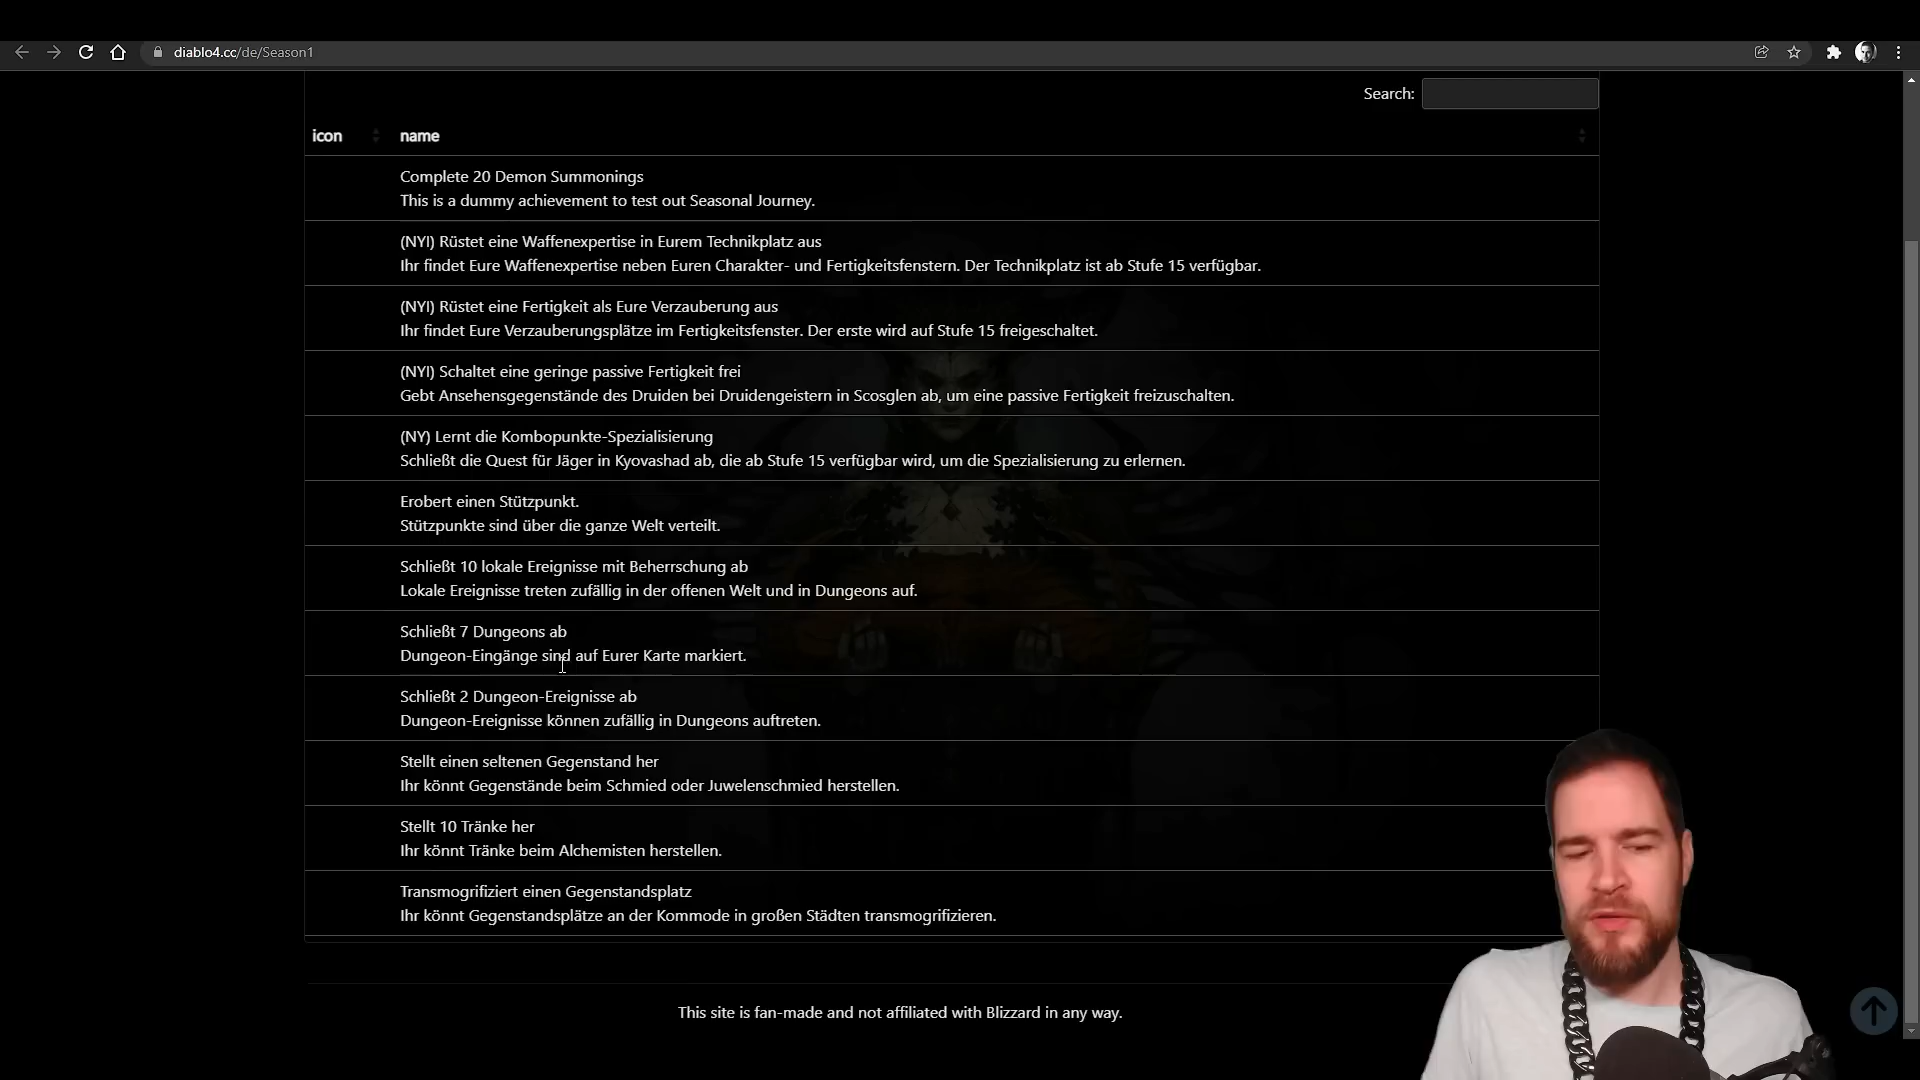 diablo4.cc/de/Season1
Search:
icon name
Complete 20 Demon Summonings
This is a dummy achievement to test out Seasonal Journey.
(NYI) Rüstet eine Waffenexpertise in Eurem Technikplatz aus
Ihr findet Eure Waffenexpertise neben Euren Charakter- und Fertigkeitsfenstern. Der Technikplatz ist ab Stufe 15 verfügbar.
(NYI) Rüstet eine Fertigkeit als Eure Verzauberung aus
Ihr findet Eure Verzauberungsplätze im Fertigkeitsfenster. Der erste wird auf Stufe 15 freigeschaltet.
(NYI) Schaltet eine geringe passive Fertigkeit frei
Gebt Ansehensgegenstände des Druiden bei Druidengeistern in Scosglen ab, um eine passive Fertigkeit freizuschalten.
(NY) Lernt die Kombopunkte-Spezialisierung
Schließt die Quest für Jäger in Kyovashad ab, die ab Stufe 15 verfügbar wird, um die Spezialisierung zu erlernen.
Erobert einen Stützpunkt.
Stützpunkte sind über die ganze Welt verteilt.
Schließt 10 lokale Ereignisse mit Beherrschung ab
Lokale Ereignisse treten zufällig in der offenen Welt und in Dungeons auf.
Schließt 7 Dungeons ab
Dungeon-Eingänge sind auf Eurer Karte markiert.
Schließt 2 Dungeon-Ereignisse ab
Dungeon-Ereignisse können zufällig in Dungeons auftreten.
Stellt einen seltenen Gegenstand her
Ihr könnt Gegenstände beim Schmied oder Juwelenschmied herstellen.
Stellt 10 Tränke her
Ihr könnt Tränke beim Alchemisten herstellen.
Transmogrifiziert einen Gegenstandsplatz
Ihr könnt Gegenstandsplätze an der Kommode in großen Städten transmogrifizieren.
This site is fan-made and not affiliated with Blizzard in any way.